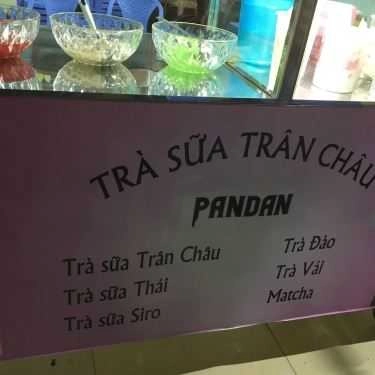 TRÀ SỮA TRÂN CHÂU
PANDAN
Trà sữa Trân Châu
Trà sữa Thái
Trà sữa Siro
Trà Đảo
Trà Vải
Matcha